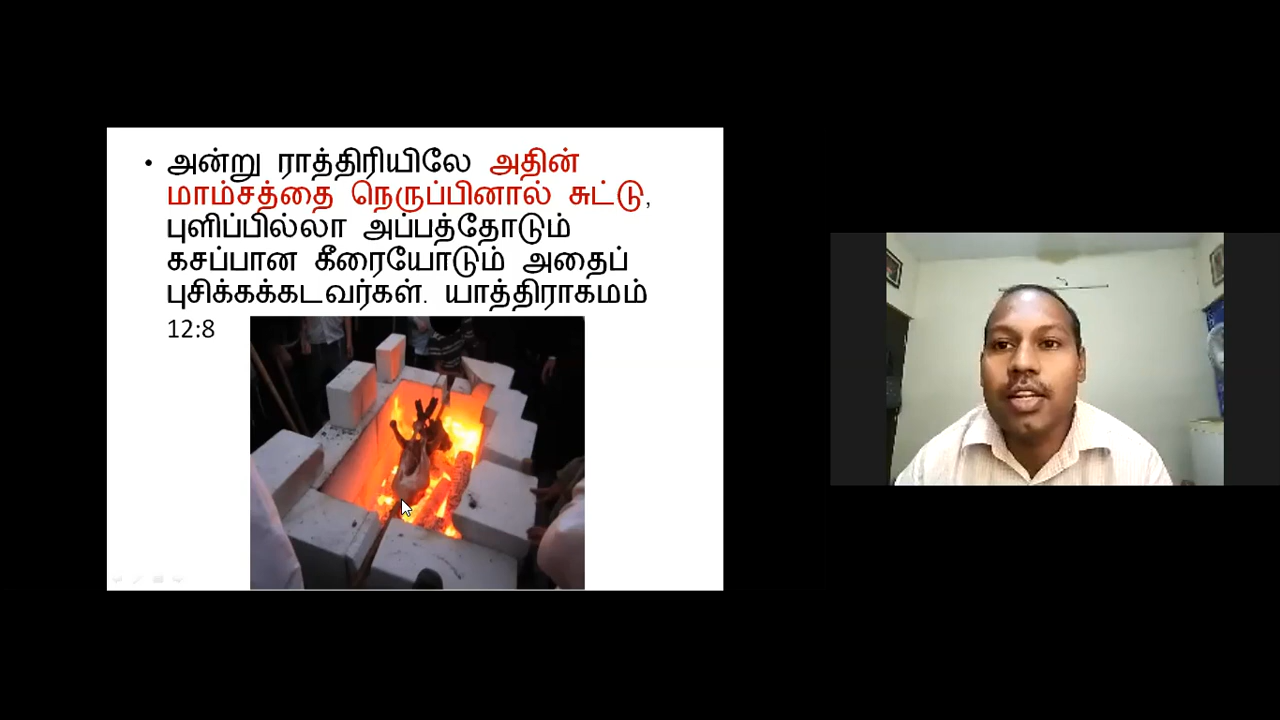 • அன்று ராத்திரியிலே அதின்
மாம்சத்தை நெருப்பினால் சுட்டு,
புளிப்பில்லா அப்பத்தோடும்
கசப்பான கீரையோடும் அதைப்
புசிக்கக்கடவர்கள். யாத்திராகமம்
12:8